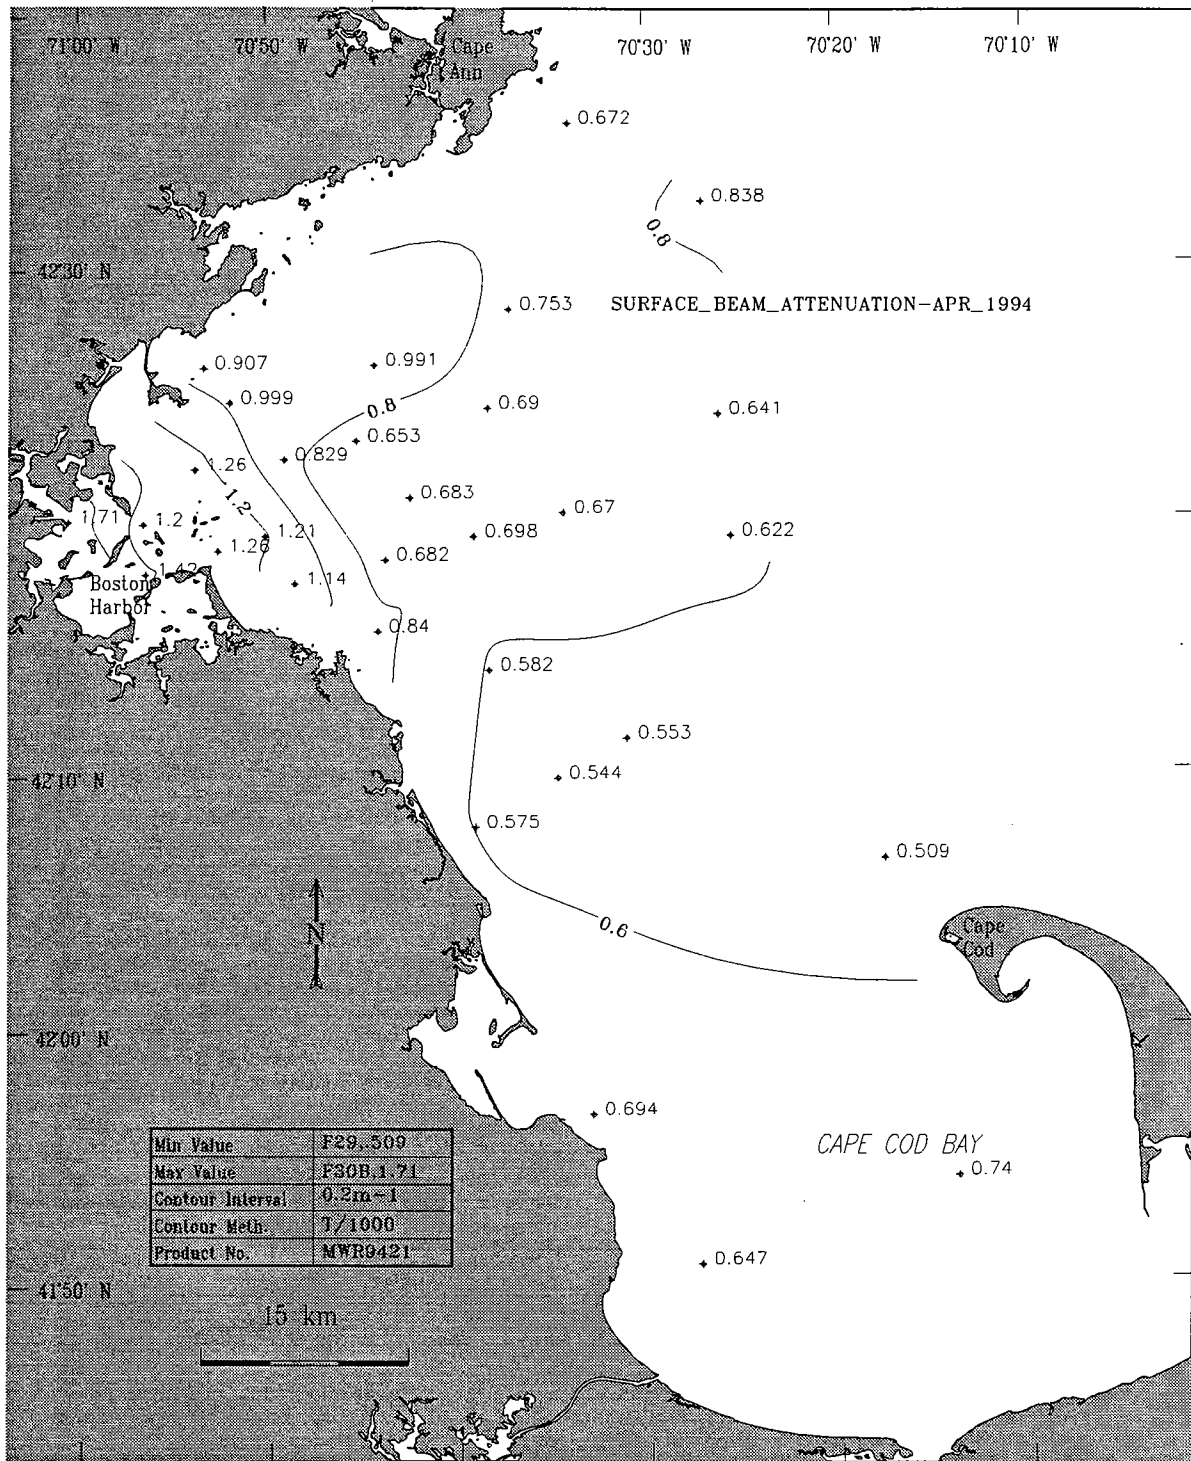 71°00' W 70°50' W 70°30' W 70°20' W 70°10' W
Cape
Ann
0.672
0.838
0.8
42°30' N
0.753
SURFACE_BEAM_ATTENUATION-APR_1994
0.907
0.991
0.999
0.8
0.69
0.641
0.653
0.829
1.26
0.683
1.2
1.71
1.2
0.67
1.21
0.698
0.622
1.26
0.682
1.42
Boston
Harbor
1.14
0.84
0.582
0.553
0.544
42°10' N
0.575
0.509
N
0.6
Cape
Cod
42°00' N
0.694
CAPE COD BAY
0.74
Min Value F29,.509
Max Value F30B,1.71
Contour Interval 0.2m-1
Contour Meth. T/1000
Product No. MWR9421
0.647
41°50' N
15 km